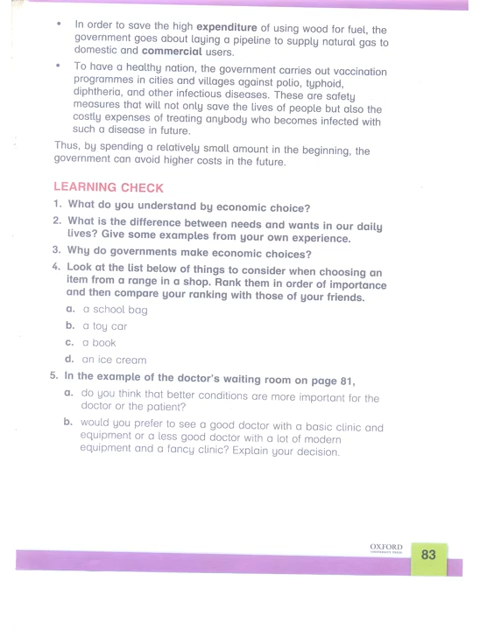 • In order to save the high expenditure of using wood for fuel, the
government goes about laying a pipeline to supply natural gas to
domestic and commercial users.
• To have a healthy nation, the government carries out vaccination
programmes in cities and villages against polio, typhoid,
diphtheria, and other infectious diseases. These are safety
measures that will not only save the lives of people but also the
costly expenses of treating anybody who becomes infected with
such a disease in future.
Thus, by spending a relatively small amount in the beginning, the
government can avoid higher costs in the future.
LEARNING CHECK
1. What do you understand by economic choice?
2. What is the difference between needs and wants in our daily
lives? Give some examples from your own experience.
3. Why do governments make economic choices?
4. Look at the list below of things to consider when choosing an
item from a range in a shop. Rank them in order of importance
and then compare your ranking with those of your friends.
a. a school bag
b. a toy car
c. a book
d. an ice cream
5. In the example of the doctor's waiting room on page 81,
a. do you think that better conditions are more important for the
doctor or the patient?
b. would you prefer to see a good doctor with a basic clinic and
equipment or a less good doctor with a lot of modern
equipment and a fancy clinic? Explain your decision.
OXFORD
83